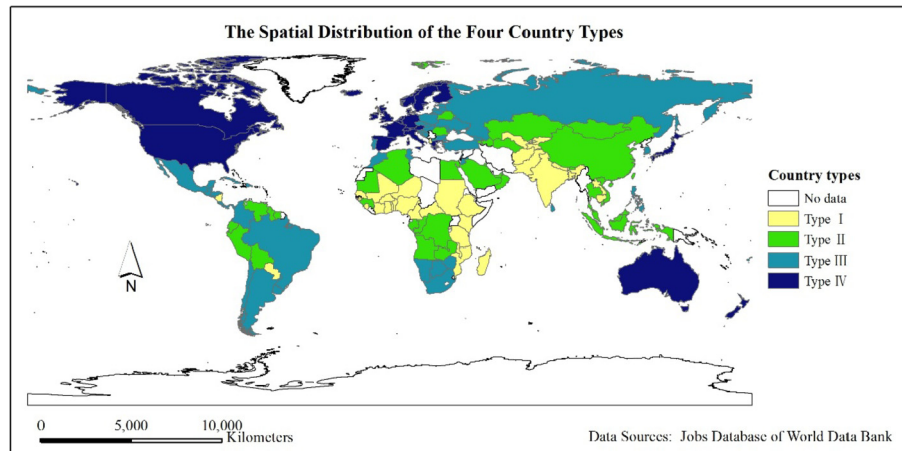 The Spatial Distribution of the Four Country Types
Country types
No data
Type Ⅰ
Type Ⅱ
Type Ⅲ
Type Ⅳ
N
0 5,000 10,000
Kilometers
Data Sources: Jobs Database of World Data Bank